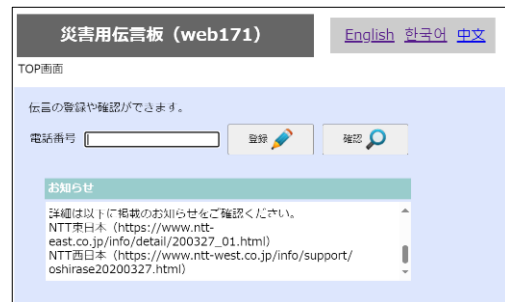 災害用伝言板（web171）
English 한국어 中文
TOP画面
伝言の登録や確認ができます。
電話番号
登録
確認
お知らせ
詳細は以下に掲載のお知らせをご確認ください。
NTT東日本（https://www.ntt-
east.co.jp/info/detail/200327_01.html)
NTT西日本（https://www.ntt-west.co.jp/info/support/
oshirase20200327.html)